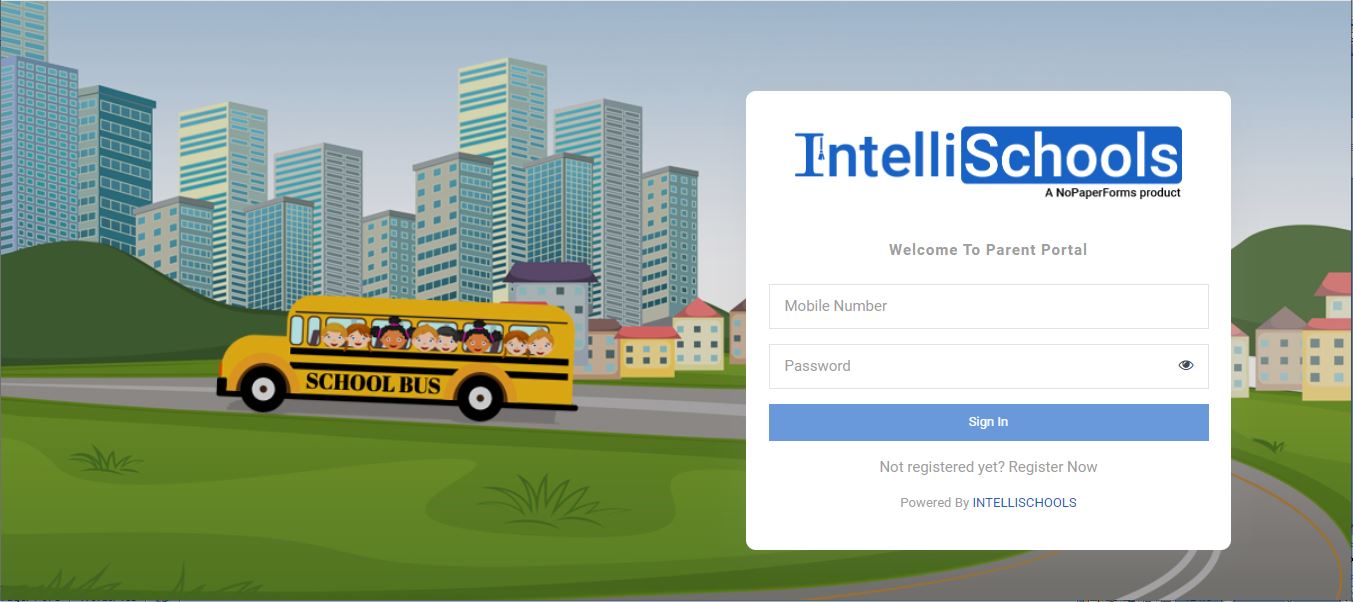 SCHOOL BUS
IntelliSchools
A NoPaperForms product
Welcome To Parent Portal
Mobile Number
Password
Sign In
Not registered yet? Register Now
Powered By INTELLISCHOOLS